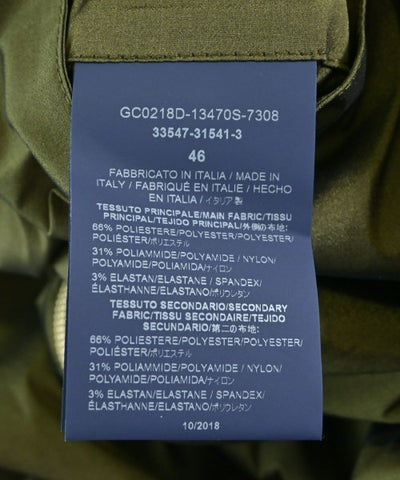 GC0218D-13470S-7308
33547-31541-3
46
FABBRICATO IN ITALIA / MADE IN
ITALY / FABRIQUÉ EN ITALIE / HECHO
EN ITALIA / イタリア製
TESSUTO PRINCIPALE/MAIN FABRIC/TISSU
PRINCIPAL/TEJIDO PRINCIPAL/外側の布地:
66% POLIESTERE/POLYESTER/POLYESTER/
POLIÉSTER/ポリエステル
31% POLIAMMIDE/POLYAMIDE / NYLON/
POLYAMIDE/POLIAMIDA/ナイロン
3% ELASTAN/ELASTANE / SPANDEX/
ÉLASTHANNE/ELASTANO/ポリウレタン
TESSUTO SECONDARIO/SECONDARY
FABRIC/TISSU SECONDAIRE/TEJIDO
SECUNDARIO/第二の布地:
66% POLIESTERE/POLYESTER/POLYESTER/
POLIÉSTER/ポリエステル
31% POLIAMMIDE/POLYAMIDE / NYLON/
POLYAMIDE/POLIAMIDA/ナイロン
3% ELASTAN/ELASTANE / SPANDEX/
ÉLASTHANNE/ELASTANO/ポリウレタン
10/2018